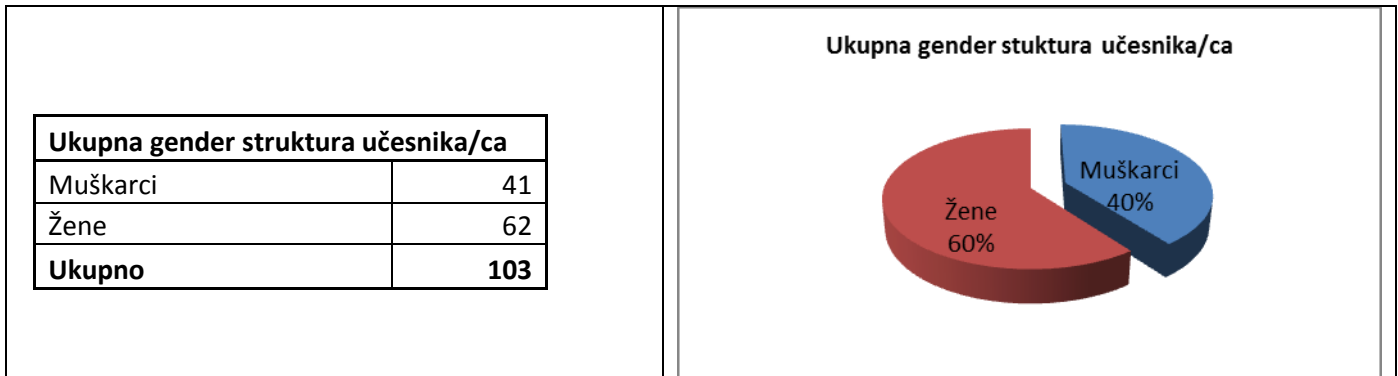 Ukupna gender struktura učesnika/ca
Muškarci 41
Žene 62
Ukupno 103
Ukupna gender stuktura učesnika/ca
Muškarci
40%
Žene
60%